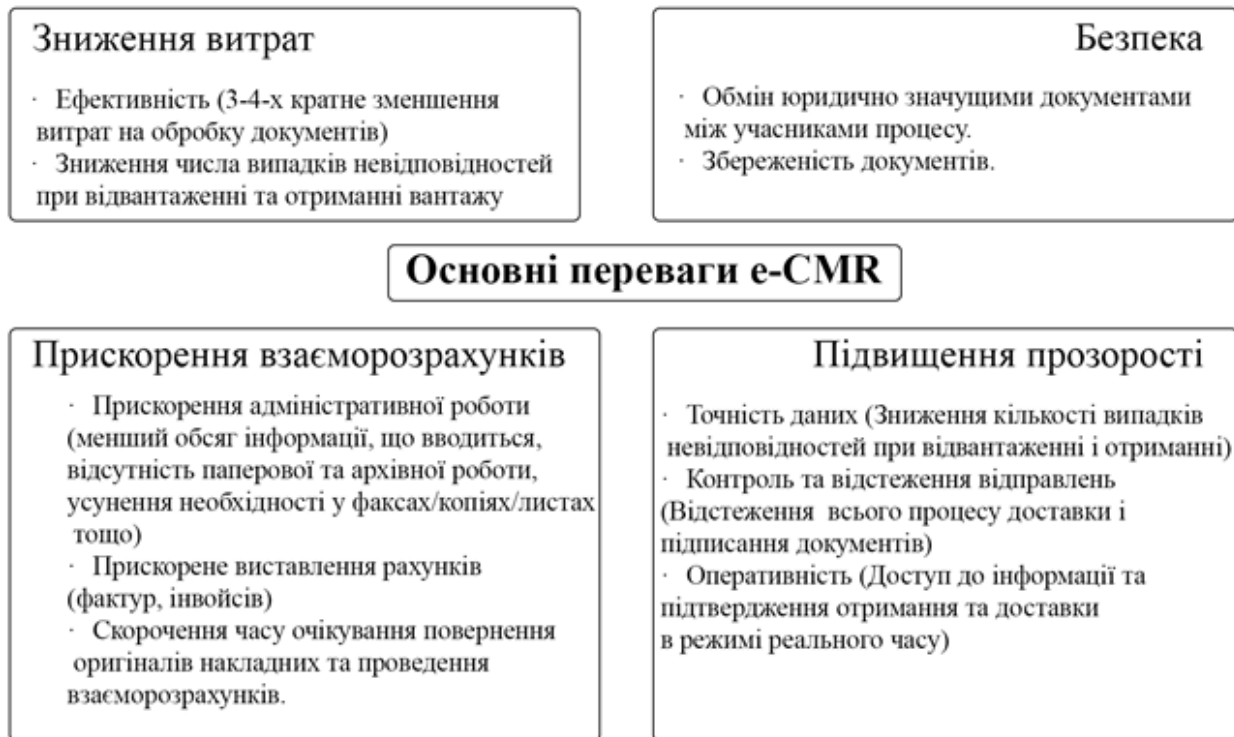 Зниження витрат
· Ефективність (3-4-х кратне зменшення
витрат на обробку документів)
· Зниження числа випадків невідповідностей
при відвантаженні та отриманні вантажу
Безпека
· Обмін юридично значущими документами
між учасниками процесу.
· Збереженість документів.
Основні переваги e-CMR
Прискорення взаєморозрахунків
· Прискорення адміністративної роботи
(менший обсяг інформації, що вводиться,
відсутність паперової та архівної роботи,
усунення необхідності у факсах/копіях/листах
тощо)
· Прискорене виставлення рахунків
(фактур, інвойсів)
· Скорочення часу очікування повернення
оригіналів накладних та проведення
взаєморозрахунків.
Підвищення прозорості
· Точність даних (Зниження кількості випадків
невідповідностей при відвантаженні і отриманні)
· Контроль та відстеження відправлень
(Відстеження всього процесу доставки і
підписання документів)
· Оперативність (Доступ до інформації та
підтвердження отримання та доставки
в режимі реального часу)